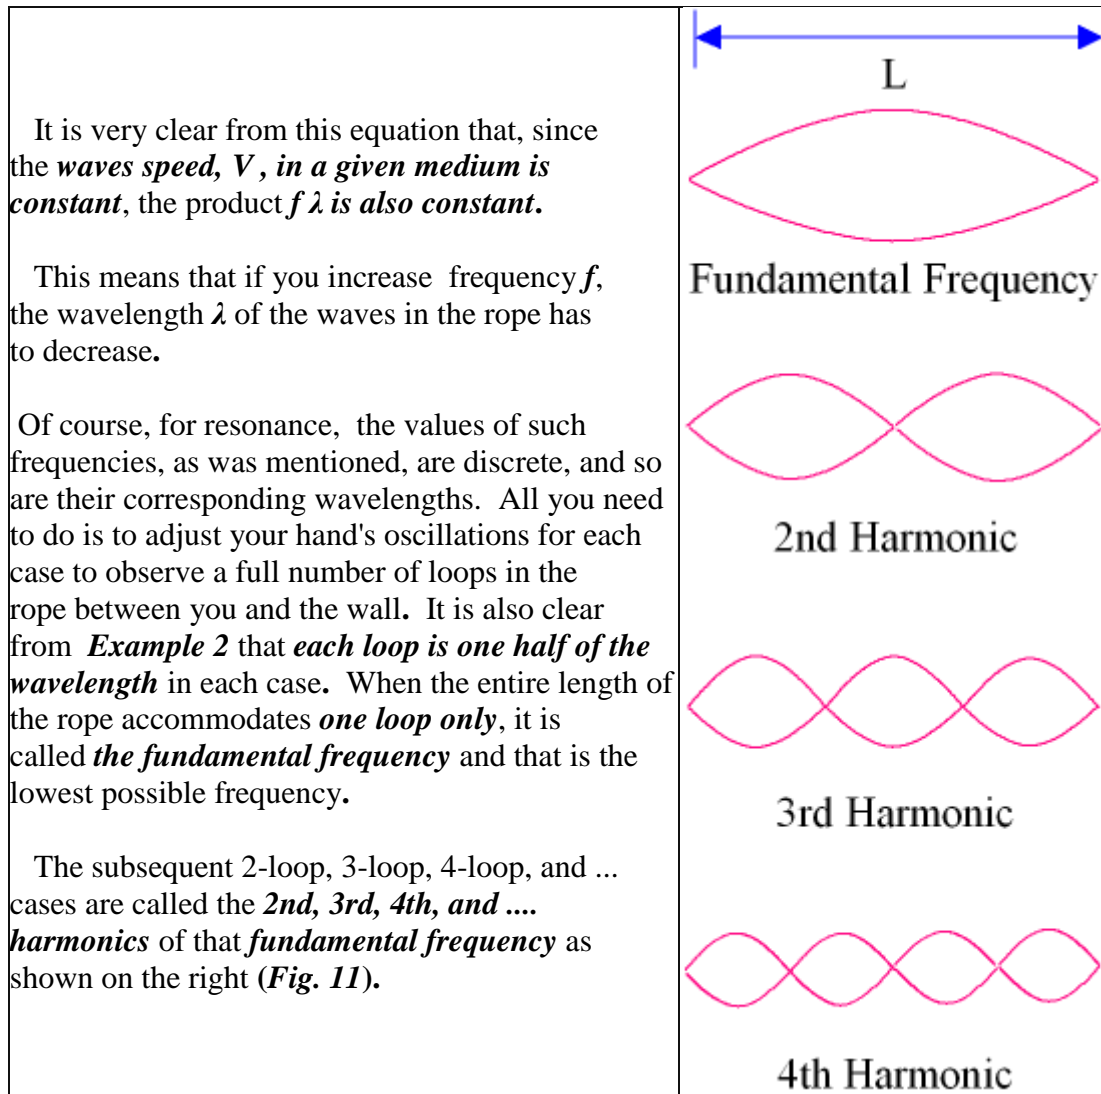 It is very clear from this equation that, since
the waves speed, V , in a given medium is
constant, the product f λ is also constant.
This means that if you increase frequency f,
the wavelength λ of the waves in the rope has
to decrease.
Of course, for resonance, the values of such
frequencies, as was mentioned, are discrete, and so
are their corresponding wavelengths. All you need
to do is to adjust your hand's oscillations for each
case to observe a full number of loops in the
rope between you and the wall. It is also clear
from Example 2 that each loop is one half of the
wavelength in each case. When the entire length of
the rope accommodates one loop only, it is
called the fundamental frequency and that is the
lowest possible frequency.
The subsequent 2-loop, 3-loop, 4-loop, and ...
cases are called the 2nd, 3rd, 4th, and ....
harmonics of that fundamental frequency as
shown on the right (Fig. 11).
L
Fundamental Frequency
2nd Harmonic
3rd Harmonic
4th Harmonic